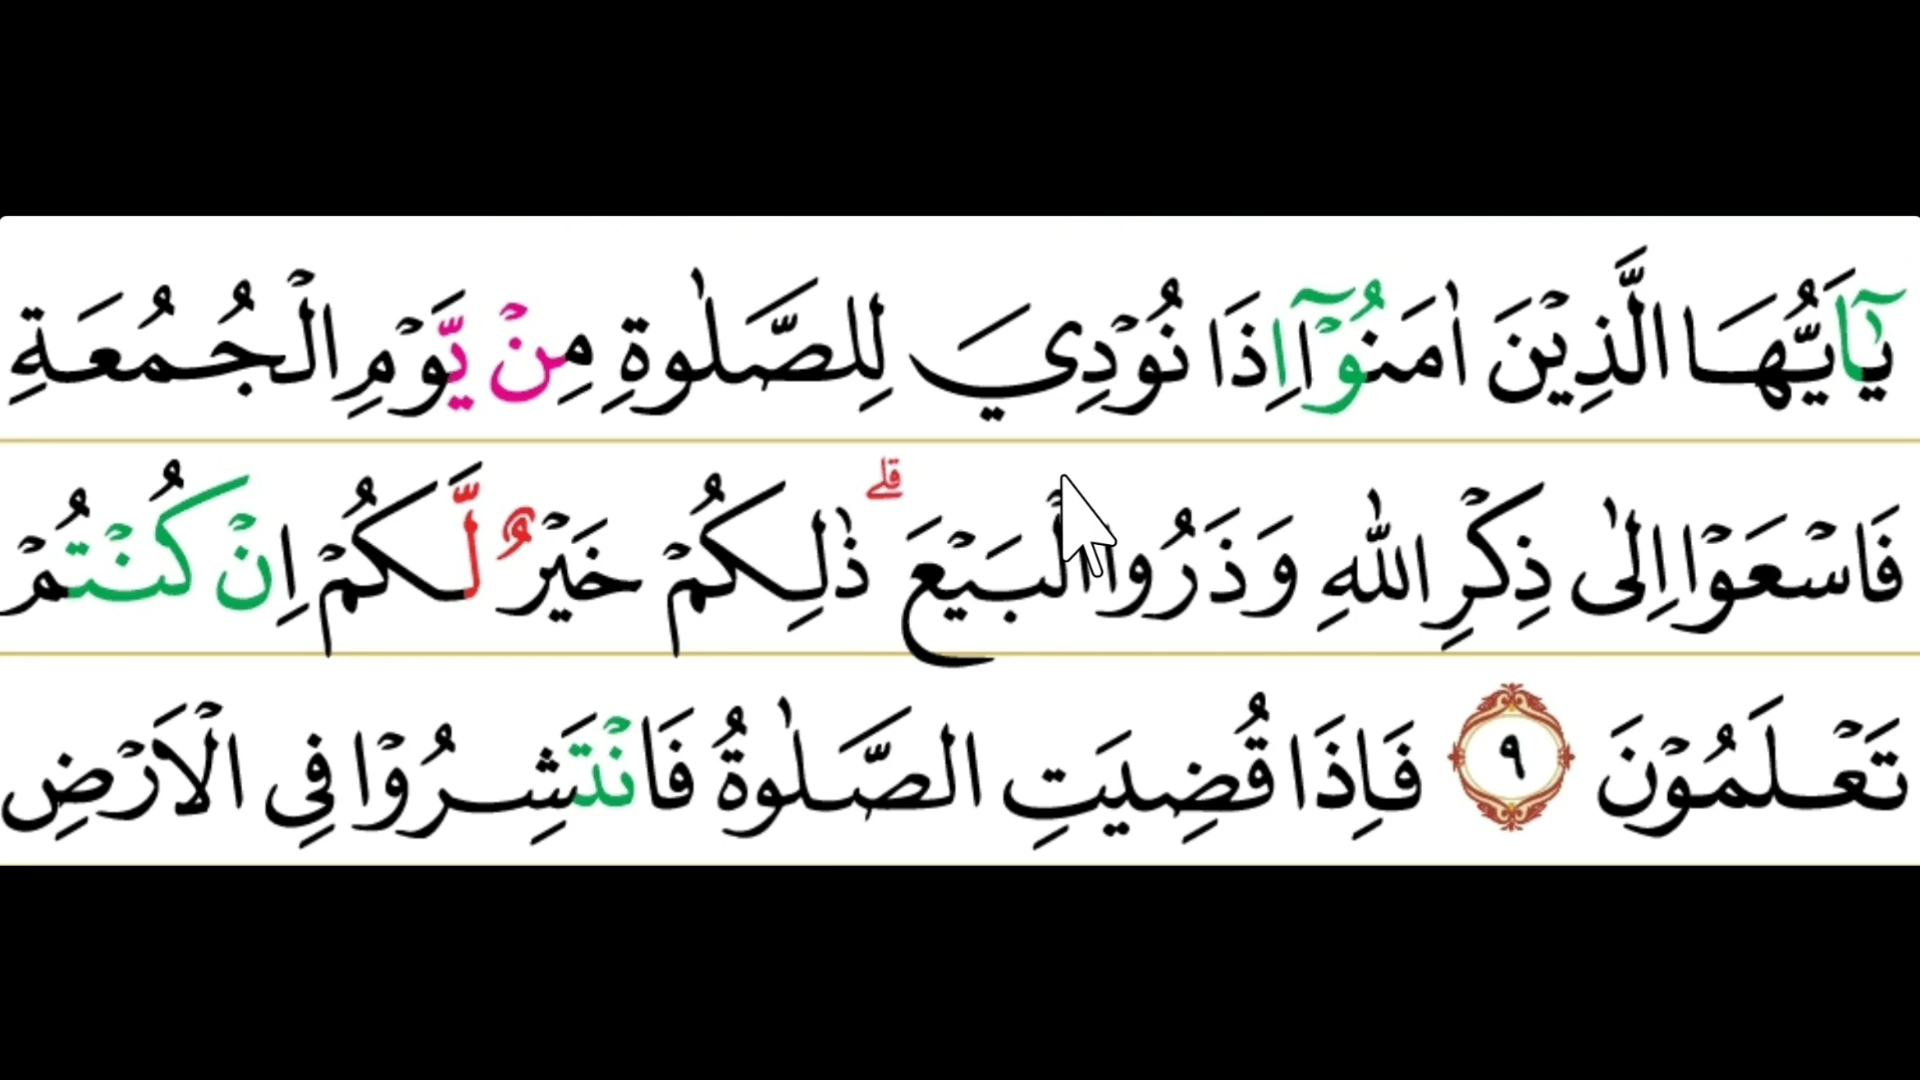 يٰٓاَيُّهَا الَّذِيْنَ اٰمَنُوْٓا اِذَا نُوْدِيَ لِلصَّلٰوةِ مِنْ يَّوْمِ الْجُمُعَةِ
فَاسْعَوْا اِلٰى ذِكْرِ اللّٰهِ وَذَرُوا الْبَيْعَ ۗ ذٰلِكُمْ خَيْرٌ لَّكُمْ اِنْ كُنْتُمْ
تَعْلَمُوْنَ ٩ فَاِذَا قُضِيَتِ الصَّلٰوةُ فَانْتَشِرُوْا فِى الْاَرْضِ